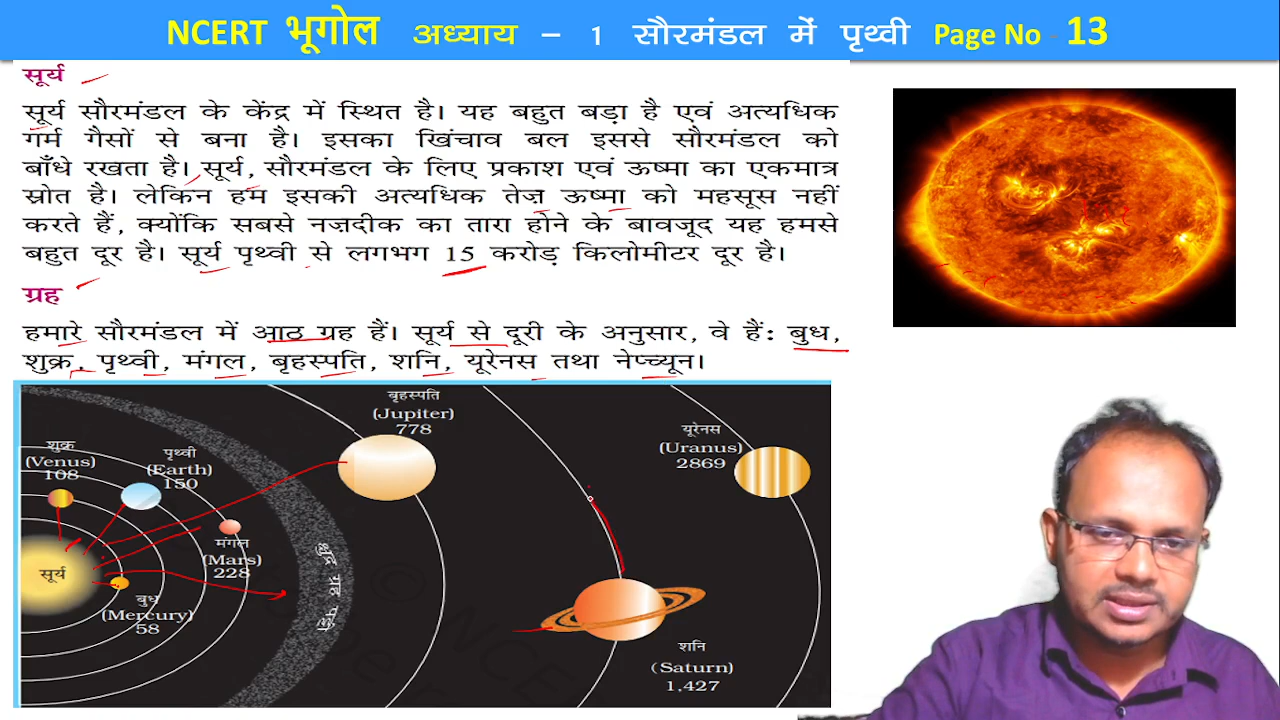 NCERT भूगोल अध्याय – 1 सौरमंडल में पृथ्वी Page No - 13
सूर्य
सूर्य सौरमंडल के केंद्र में स्थित है। यह बहुत बड़ा है एवं अत्यधिक
गर्म गैसों से बना है। इसका खिंचाव बल इससे सौरमंडल को
बाँधे रखता है। सूर्य, सौरमंडल के लिए प्रकाश एवं ऊष्मा का एकमात्र
स्रोत है। लेकिन हम इसकी अत्यधिक तेज़ ऊष्मा को महसूस नहीं
करते हैं, क्योंकि सबसे नज़दीक का तारा होने के बावजूद यह हमसे
बहुत दूर है। सूर्य पृथ्वी से लगभग 15 करोड़ किलोमीटर दूर है।
ग्रह
हमारे सौरमंडल में आठ ग्रह हैं। सूर्य से दूरी के अनुसार, वे हैं: बुध,
शुक्र, पृथ्वी, मंगल, बृहस्पति, शनि, यूरेनस तथा नेप्च्यून।
बृहस्पति
(Jupiter)
778
यूरेनस
(Uranus)
2869
शुक्र
(Venus)
108
पृथ्वी
(Earth)
150
मंगल
(Mars)
228
सूर्य
बुध
(Mercury)
58
क्षुद्र ग्रह पट्टी
शनि
(Saturn)
1,427